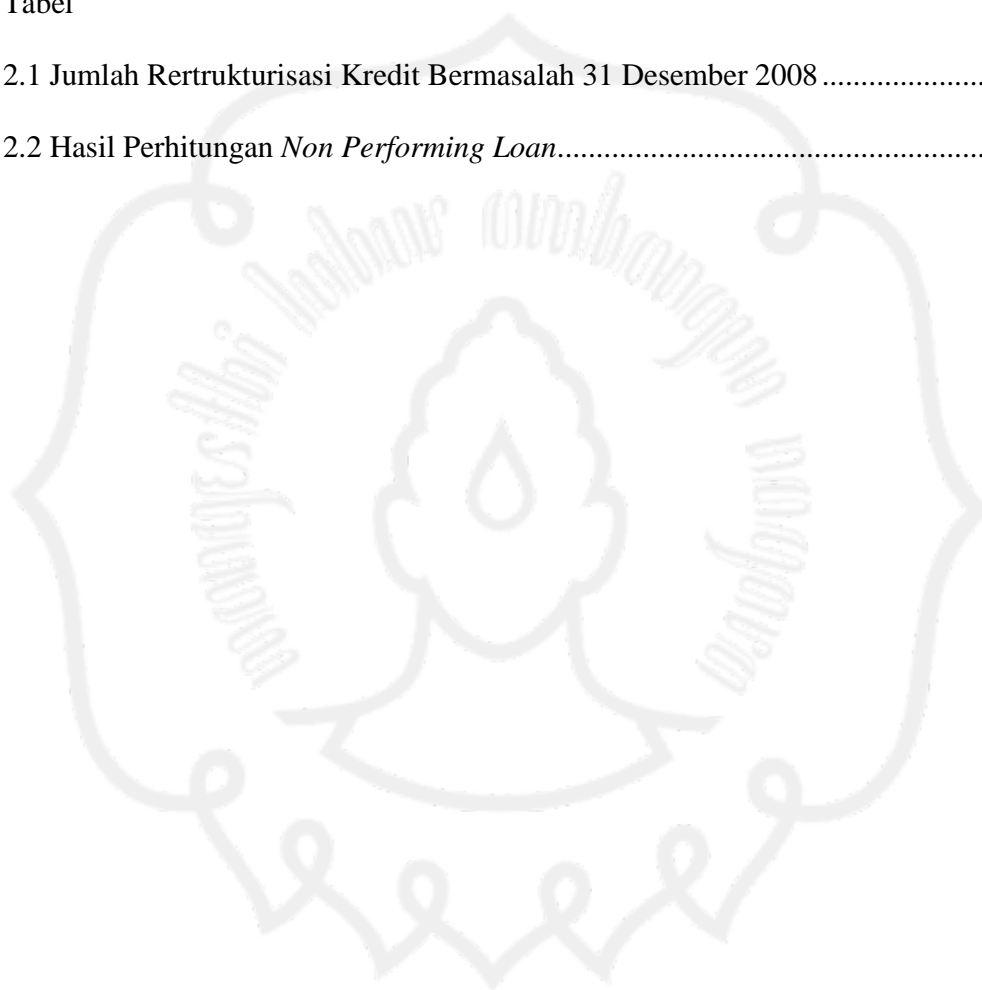 Tabel
2.1 Jumlah Rertrukturisasi Kredit Bermasalah 31 Desember 2008 .....................
2.2 Hasil Perhitungan Non Performing Loan.......................................................